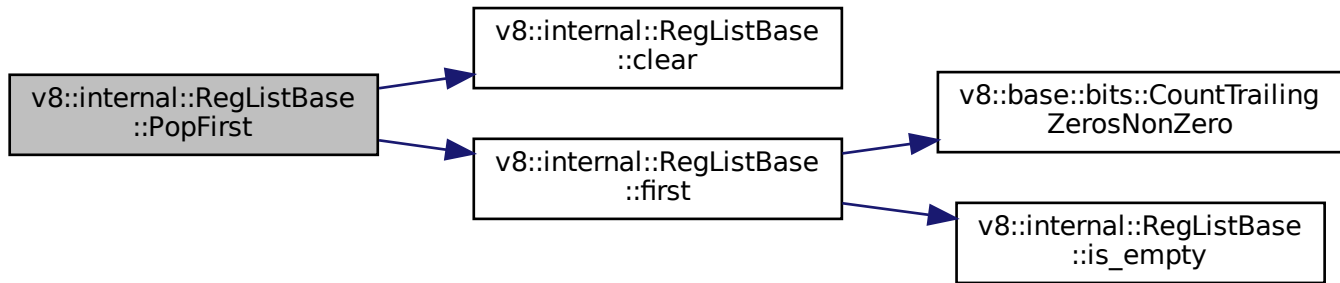 v8::internal::RegListBase
::PopFirst
v8::internal::RegListBase
::clear
v8::internal::RegListBase
::first
v8::base::bits::CountTrailing
ZerosNonZero
v8::internal::RegListBase
::is_empty